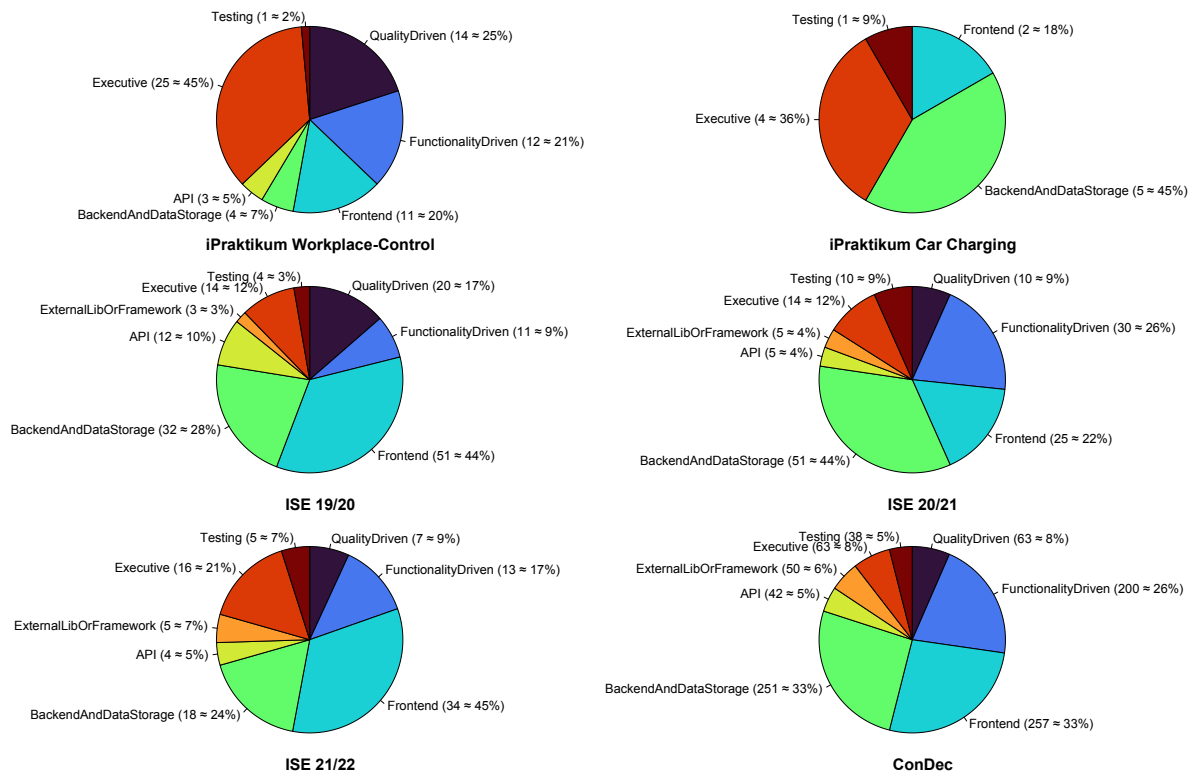 Testing (1 ≈ 2%)
QualityDriven (14 ≈ 25%)
Executive (25 ≈ 45%)
FunctionalityDriven (12 ≈ 21%)
API (3 ≈ 5%)
BackendAndDataStorage (4 ≈ 7%)
Frontend (11 ≈ 20%)
iPraktikum Workplace-Control
Testing (1 ≈ 9%)
Frontend (2 ≈ 18%)
Executive (4 ≈ 36%)
BackendAndDataStorage (5 ≈ 45%)
iPraktikum Car Charging
Testing (4 ≈ 3%)
QualityDriven (20 ≈ 17%)
Executive (14 ≈ 12%)
ExternalLibOrFramework (3 ≈ 3%)
FunctionalityDriven (11 ≈ 9%)
API (12 ≈ 10%)
BackendAndDataStorage (32 ≈ 28%)
Frontend (51 ≈ 44%)
ISE 19/20
Testing (10 ≈ 9%)
QualityDriven (10 ≈ 9%)
Executive (14 ≈ 12%)
FunctionalityDriven (30 ≈ 26%)
ExternalLibOrFramework (5 ≈ 4%)
API (5 ≈ 4%)
Frontend (25 ≈ 22%)
BackendAndDataStorage (51 ≈ 44%)
ISE 20/21
Testing (5 ≈ 7%)
QualityDriven (7 ≈ 9%)
Executive (16 ≈ 21%)
FunctionalityDriven (13 ≈ 17%)
ExternalLibOrFramework (5 ≈ 7%)
API (4 ≈ 5%)
Frontend (34 ≈ 45%)
BackendAndDataStorage (18 ≈ 24%)
ISE 21/22
Testing (38 ≈ 5%)
QualityDriven (63 ≈ 8%)
Executive (63 ≈ 8%)
ExternalLibOrFramework (50 ≈ 6%)
FunctionalityDriven (200 ≈ 26%)
API (42 ≈ 5%)
BackendAndDataStorage (251 ≈ 33%)
Frontend (257 ≈ 33%)
ConDec